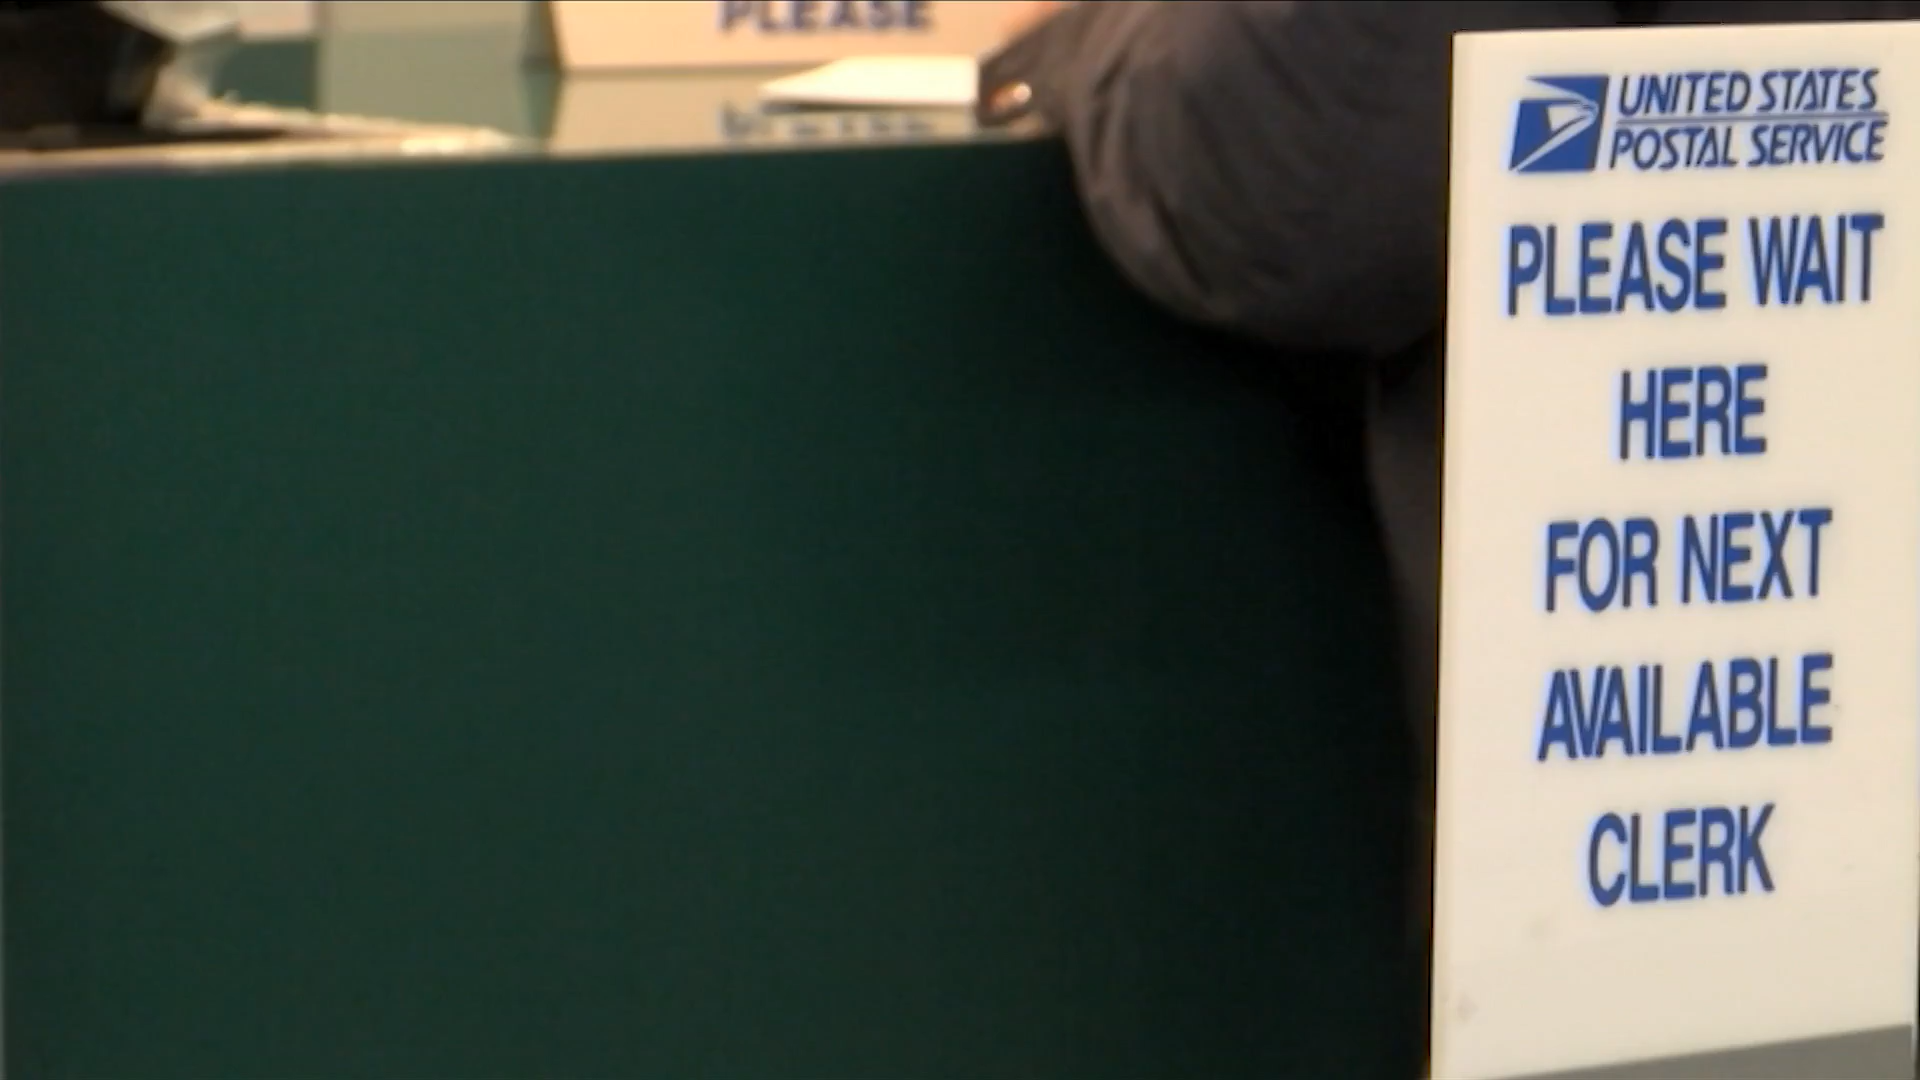 PLEASE
UNITED STATES
POSTAL SERVICE
PLEASE WAIT
HERE
FOR NEXT
AVAILABLE
CLERK